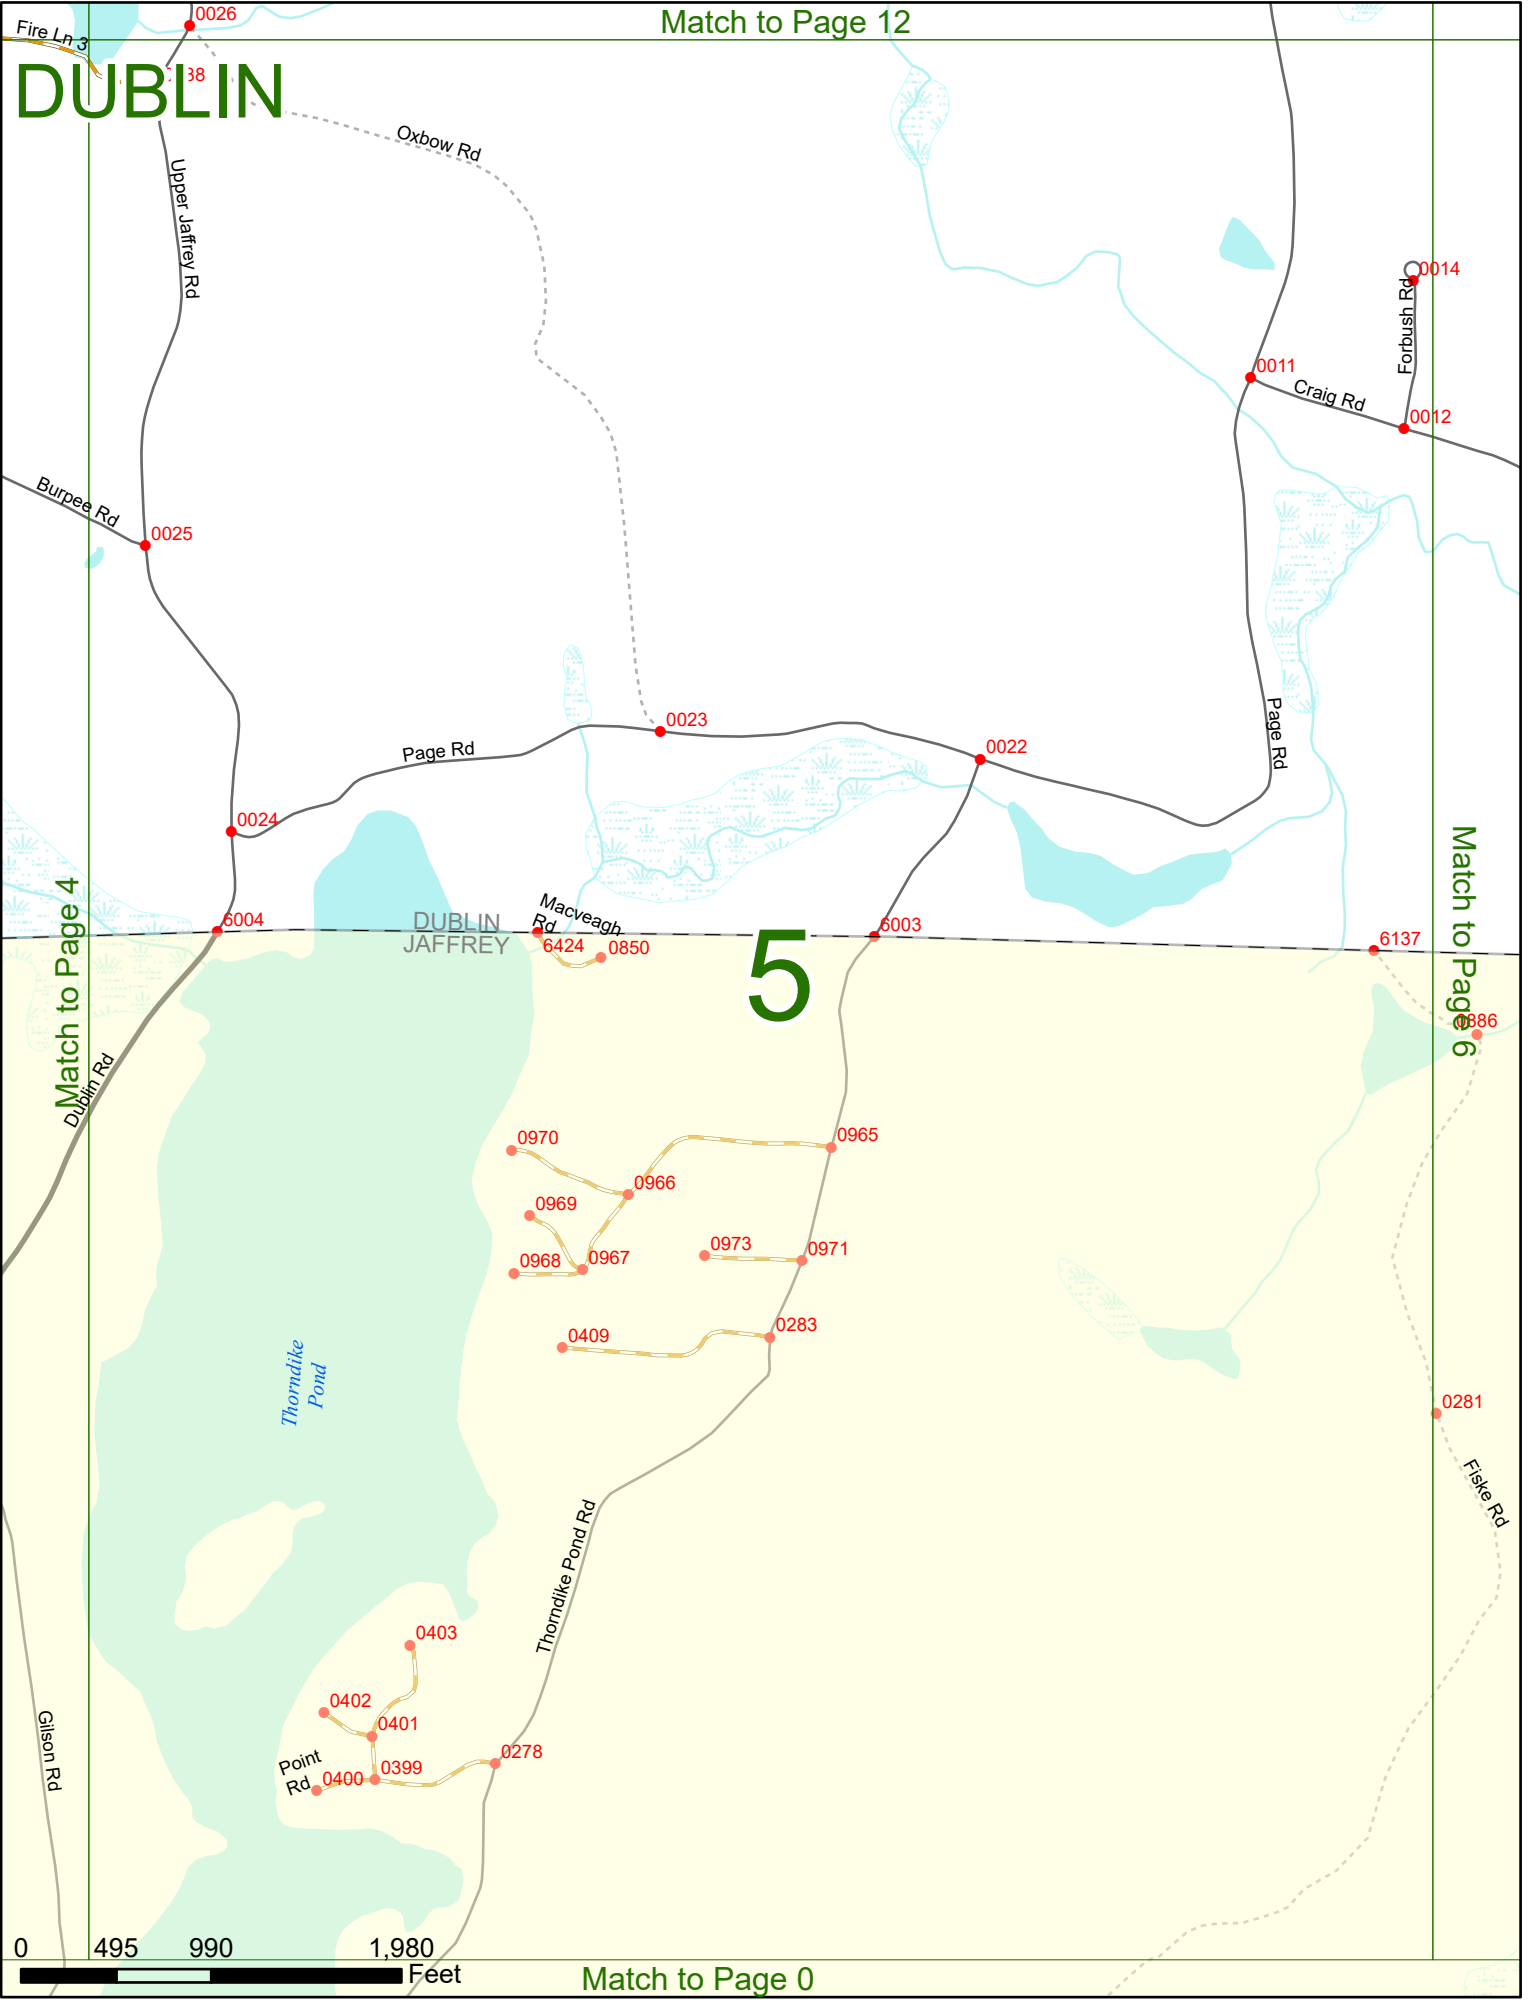 0026
Match to Page 12
Fire Ln 3
38
DUBLIN
Oxbow Rd
Upper Jaffrey Rd
0014
Forbush Rd
0011
Craig Rd
0012
Burpee Rd
0025
0023
Page Rd
0022
Page Rd
0024
Match to Page 4
Match to Page 6
Macveagh
Rd
6004
DUBLIN
JAFFREY
6424
0850
6003
6137
5
0886
Dublin Rd
0970
0965
0966
0969
0968
0967
0973
0971
0283
0409
Thorndike
Pond
0281
Fiske Rd
Thorndike Pond Rd
0403
0402
0401
Gilson Rd
Point
Rd
0400
0399
0278
0
495
990
1,980
Feet
Match to Page 0